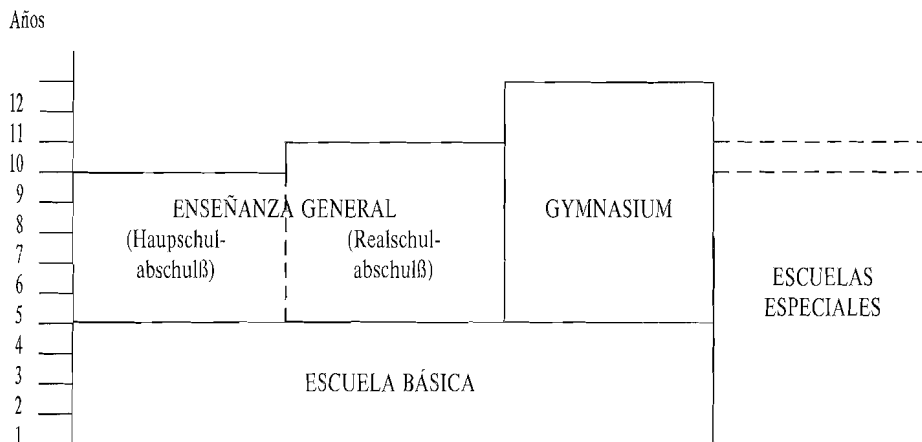 Años
12
11
10
9
8
7
6
5
4
3
2
1
ENSEÑANZA GENERAL
(Haupschul-
abschulß)
(Realschul-
abschulß)
GYMNASIUM
ESCUELAS
ESPECIALES
ESCUELA BÁSICA